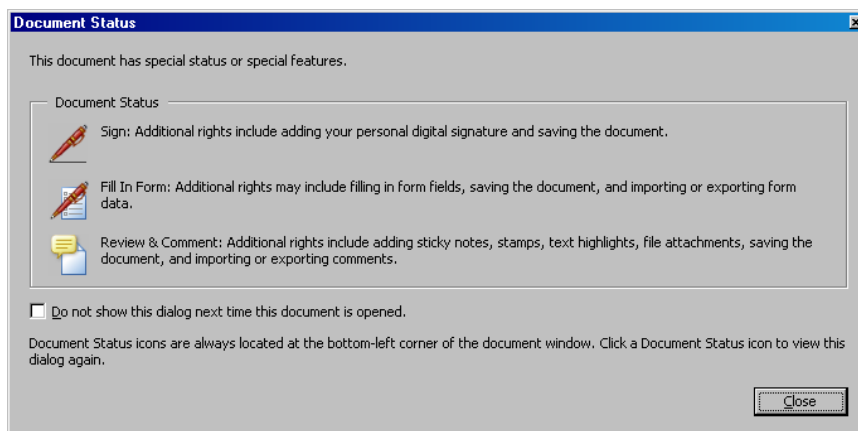 Document Status
This document has special status or special features.
Document Status
Sign: Additional rights include adding your personal digital signature and saving the document.
Fill In Form: Additional rights may include filling in form fields, saving the document, and importing or exporting form
data.
Review & Comment: Additional rights include adding sticky notes, stamps, text highlights, file attachments, saving the
document, and importing or exporting comments.
Do not show this dialog next time this document is opened.
Document Status icons are always located at the bottom-left corner of the document window. Click a Document Status icon to view this
dialog again.
Close